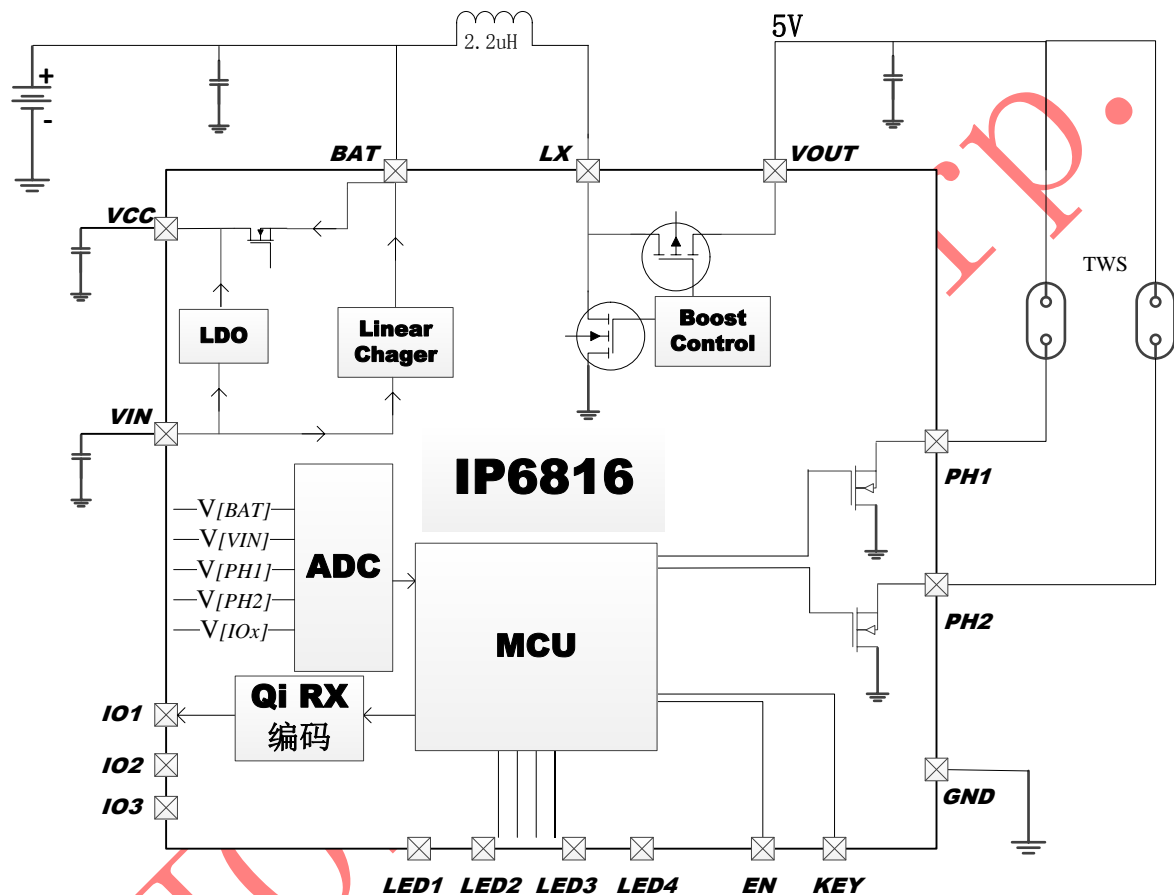 2.2uH
5V
+
-
BAT
LX
VOUT
VCC
TWS
LDO
Linear
Chager
Boost
Control
VIN
IP6816
PH1
V[BAT]
V[VIN]
V[PH1]
V[PH2]
V[IOx]
ADC
MCU
PH2
Qi RX
编码
IO1
IO2
IO3
GND
LED1
LED2
LED3
LED4
EN
KEY
ip.